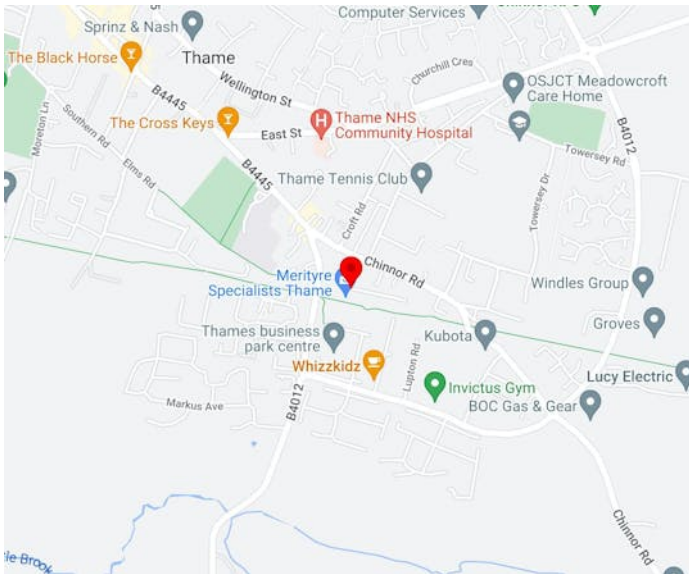 Computer Services
Sprinz & Nash
The Black Horse
Thame
Churchill Cres
Wellington St
OSJCT Meadowcroft
Care Home
Moreton Ln
Southern Rd
B4445
The Cross Keys
East St
Thame NHS
Community Hospital
B4012
Towersey Rd
Elms Rd
B4445
Thame Tennis Club
Croft Rd
Towersey Dr
Chinnor Rd
Merityre
Specialists Thame
Windles Group
Thames business
park centre
Kubota
Groves
Whizzkidz
Lupton Rd
Invictus Gym
Lucy Electric
BOC Gas & Gear
Markus Ave
B4012
Chinnor Rd
Brook